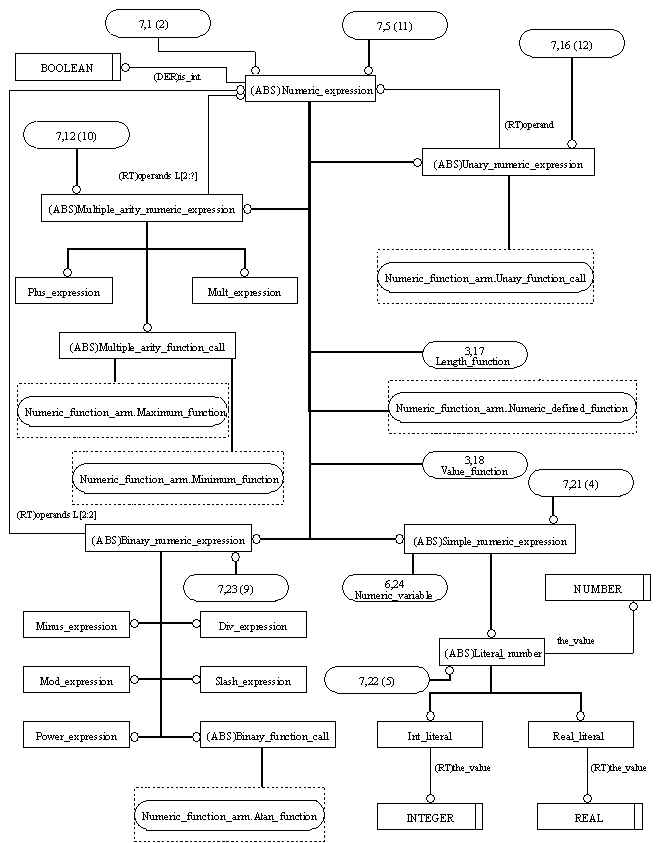 7,1 (2)
7,5 (11)
7,16 (12)
BOOLEAN
(DER)is_int
(ABS)Numeric_expression
(RT)operand
7,12 (10)
(RT)operands L[2:?]
(ABS)Unary_numeric_expression
(ABS)Multiple_arity_numeric_expression
Numeric_function_arm.Unary_function_call
Plus_expression
Mult_expression
(ABS)Multiple_arity_function_call
3,17
Length_function
Numeric_function_arm.Maximum_function
Numeric_function_arm.Numeric_defined_function
Numeric_function_arm.Minimum_function
3,18
Value_function
7,21 (4)
(RT)operands L[2:2]
(ABS)Binary_numeric_expression
(ABS)Simple_numeric_expression
7,23 (9)
6,24
Numeric_variable
NUMBER
Minus_expression
Div_expression
the_value
(ABS)Literal_number
Mod_expression
Slash_expression
7,22 (5)
Power_expression
(ABS)Binary_function_call
Int_literal
Real_literal
(RT)the_value
(RT)the_value
Numeric_function_arm.Atan_function
INTEGER
REAL